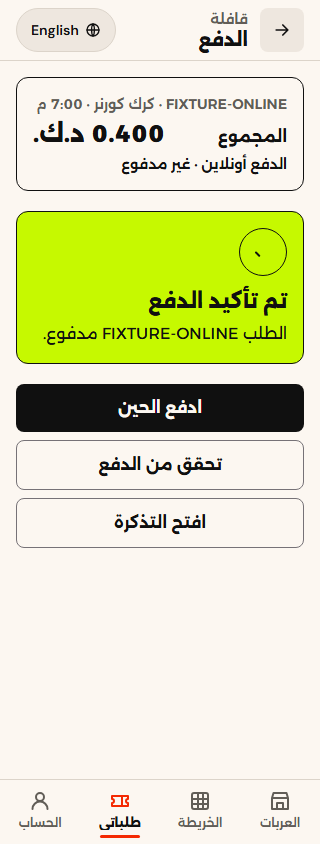 قافلة
الدفع
English
FIXTURE-ONLINE · كرك كورنر · 7:00 م
المجموع 0.400 د.ك.
الدفع أونلاين · غير مدفوع
تم تأكيد الدفع
الطلب FIXTURE-ONLINE مدفوع.
ادفع الحين
تحقق من الدفع
افتح التذكرة
العربات
الخريطة
طلباتي
الحساب